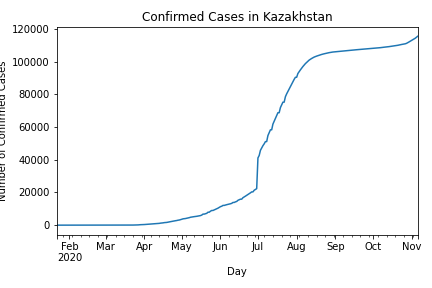 Confirmed Cases in Kazakhstan
120000
100000
80000
60000
40000
20000
0
Number of Confirmed Cases
Feb Mar Apr May Jun Jul Aug Sep Oct Nov
2020
Day